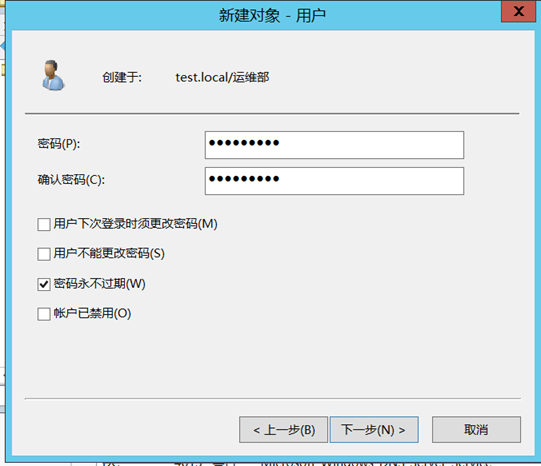 新建对象 - 用户
创建于: test.local/运维部
密码(P): ●●●●●●●●●
确认密码(C): ●●●●●●●●●
用户下次登录时须更改密码(M)
用户不能更改密码(S)
密码永不过期(W)
帐户已禁用(O)
< 上一步(B) 下一步(N) > 取消